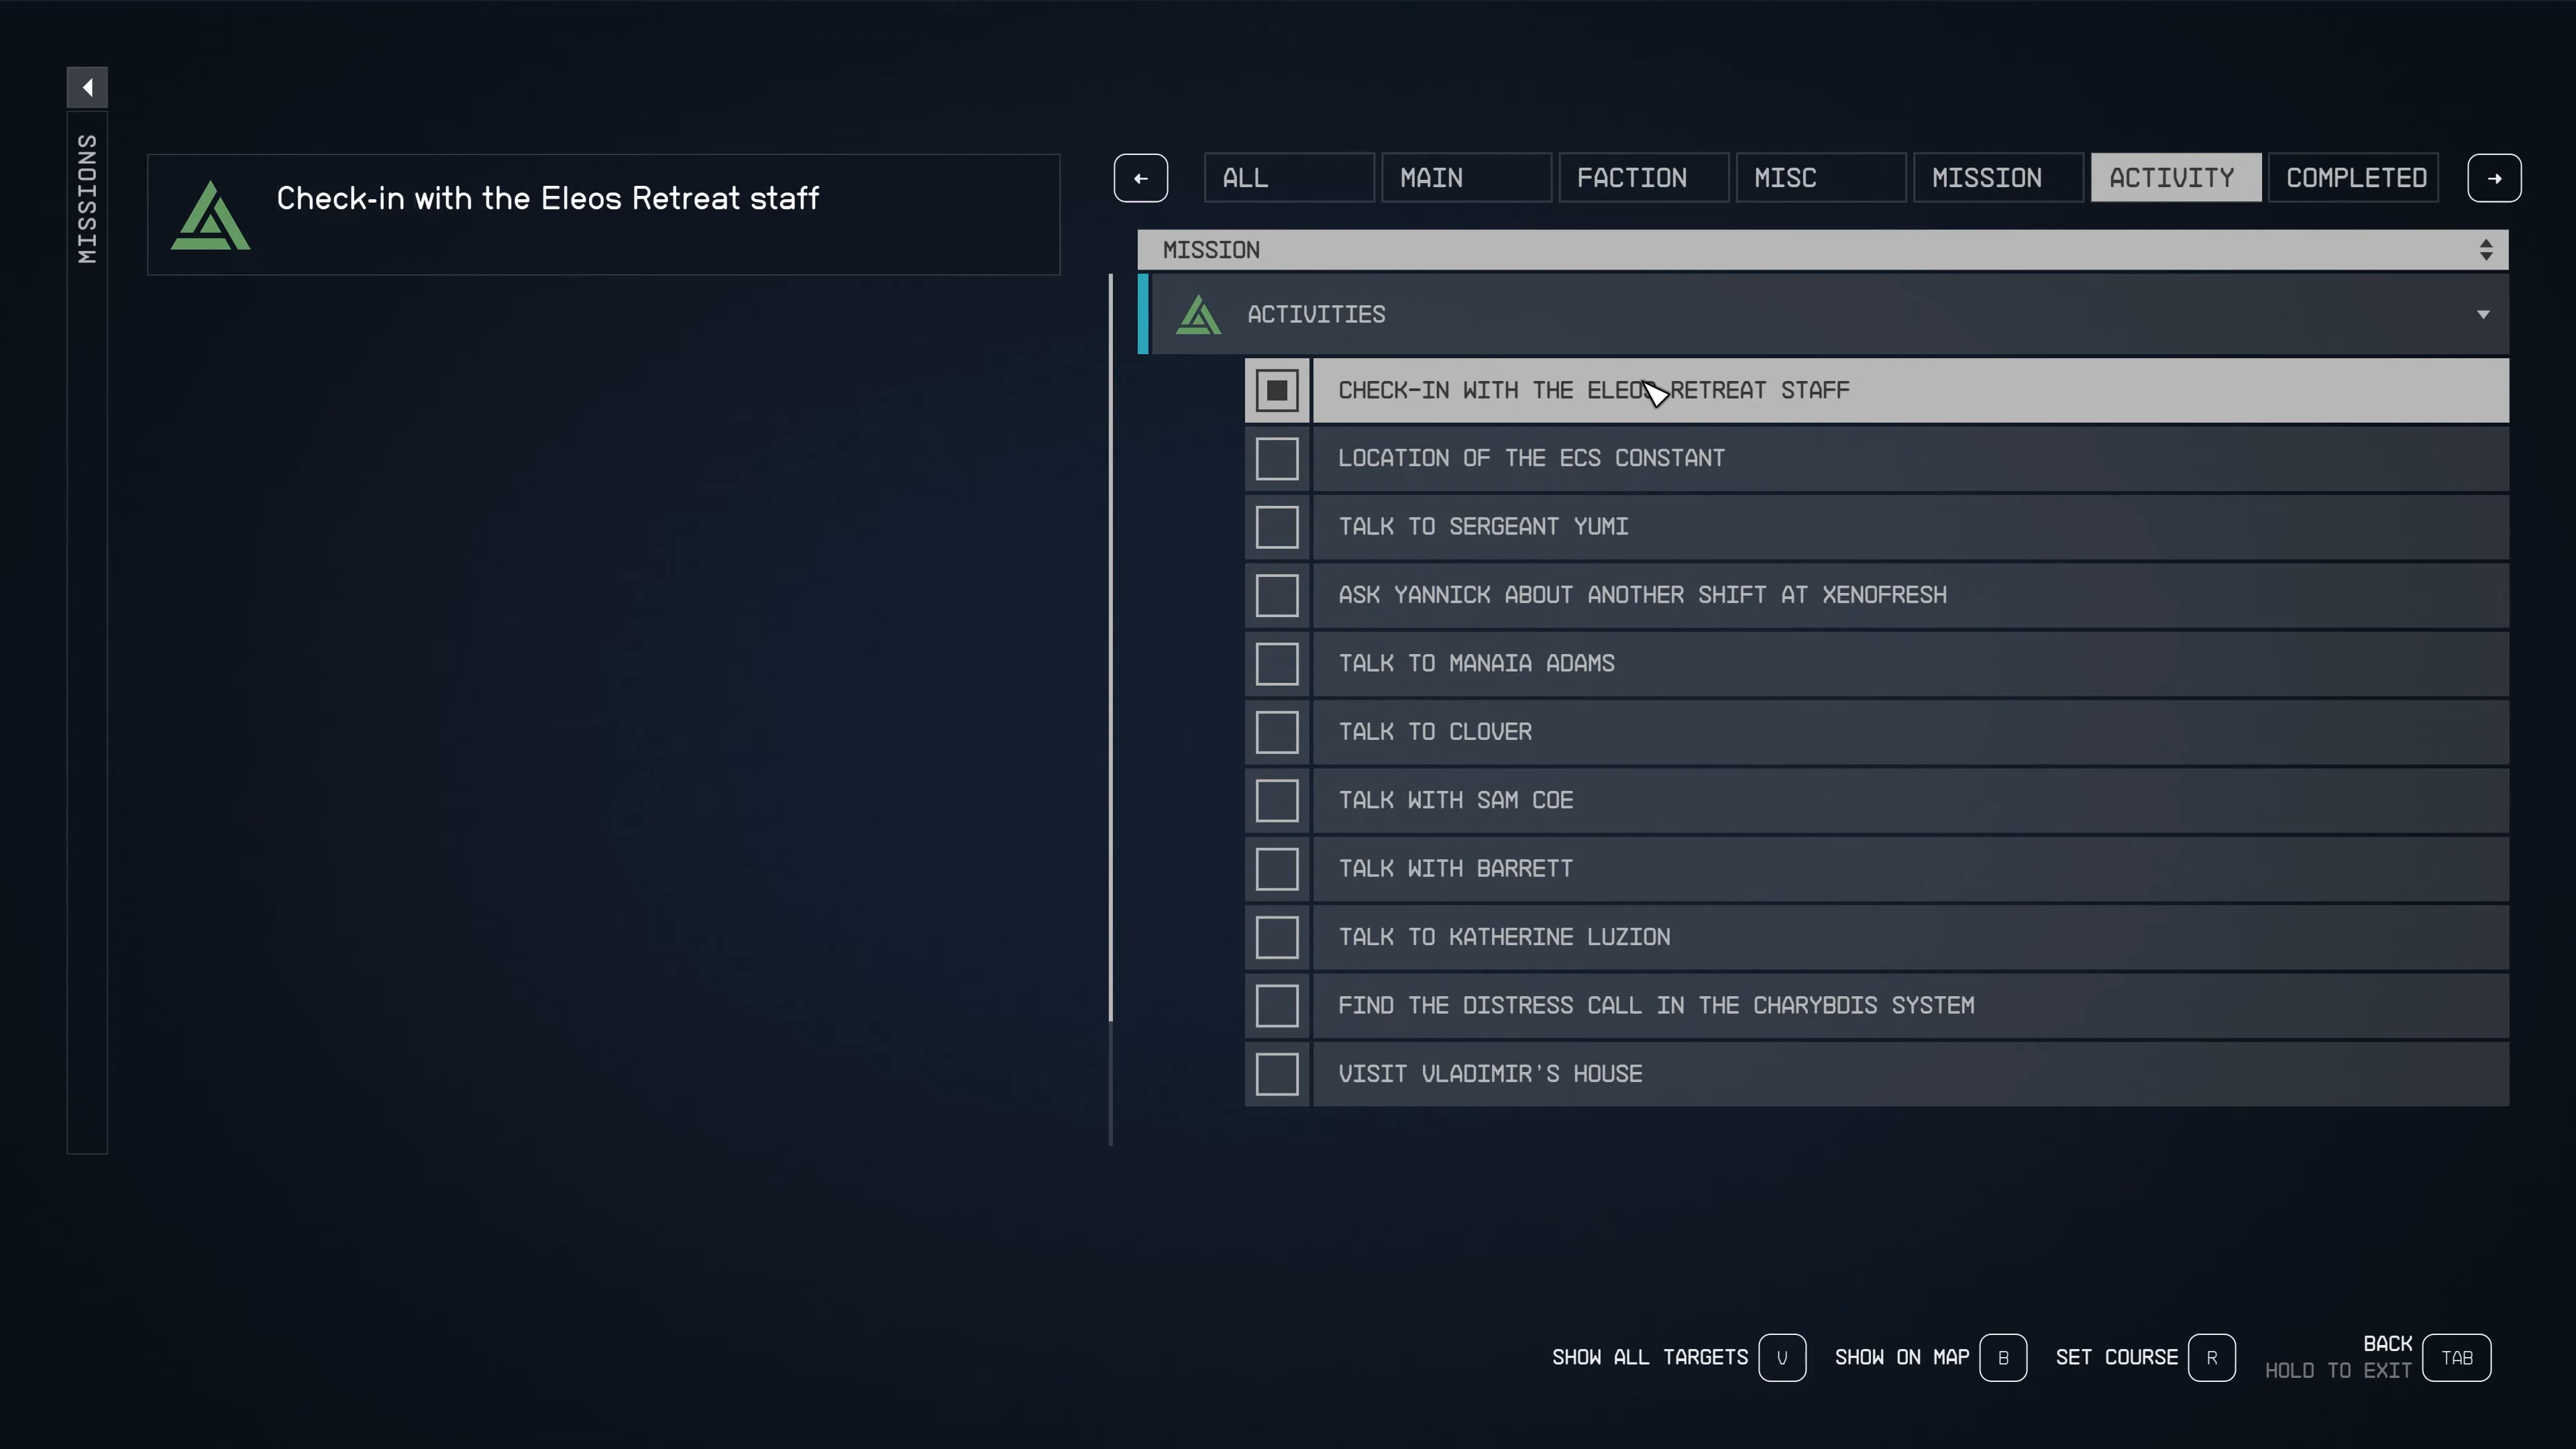 MISSIONS
Check-in with the Eleos Retreat staff
ALL
MAIN
FACTION
MISC
MISSION
ACTIVITY
COMPLETED
MISSION
ACTIVITIES
CHECK-IN WITH THE ELEOS RETREAT STAFF
LOCATION OF THE ECS CONSTANT
TALK TO SERGEANT YUMI
ASK YANNICK ABOUT ANOTHER SHIFT AT XENOFRESH
TALK TO MANAIA ADAMS
TALK TO CLOVER
TALK WITH SAM COE
TALK WITH BARRETT
TALK TO KATHERINE LUZION
FIND THE DISTRESS CALL IN THE CHARYBDIS SYSTEM
VISIT VLADIMIR'S HOUSE
SHOW ALL TARGETS V
SHOW ON MAP B
SET COURSE R
BACK
HOLD TO EXIT
TAB